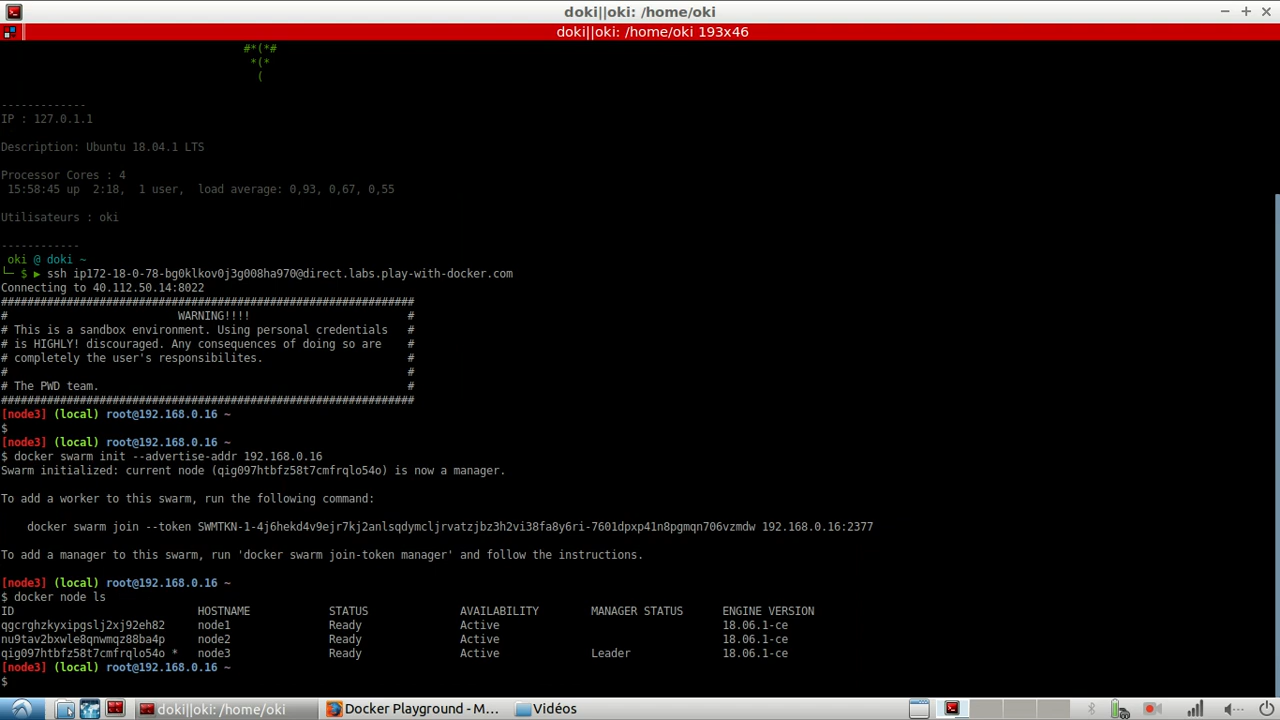 doki||oki: /home/oki
doki||oki: /home/oki 193x46
#*(*#
*(*
(
-------------
IP : 127.0.1.1
Description: Ubuntu 18.04.1 LTS
Processor Cores : 4
15:58:45 up  2:18,  1 user,  load average: 0,93, 0,67, 0,55
Utilisateurs : oki
------------
oki @ doki ~
└─ $ ▶ ssh ip172-18-0-78-bg0klkov0j3g008ha970@direct.labs.play-with-docker.com
Connecting to 40.112.50.14:8022
###############################################################
#                          WARNING!!!!                        #
# This is a sandbox environment. Using personal credentials   #
# is HIGHLY! discouraged. Any consequences of doing so are    #
# completely the user's responsibilites.                      #
#                                                             #
# The PWD team.                                               #
###############################################################
[node3] (local) root@192.168.0.16 ~
$
[node3] (local) root@192.168.0.16 ~
$ docker swarm init --advertise-addr 192.168.0.16
Swarm initialized: current node (qig097htbfz58t7cmfrqlo54o) is now a manager.
To add a worker to this swarm, run the following command:
docker swarm join --token SWMTKN-1-4j6hekd4v9ejr7kj2anlsqdymcljrvatzjbz3h2vi38fa8y6ri-7601dpxp41n8pgmqn706vzmdw 192.168.0.16:2377
To add a manager to this swarm, run 'docker swarm join-token manager' and follow the instructions.
[node3] (local) root@192.168.0.16 ~
$ docker node ls
ID                            HOSTNAME            STATUS              AVAILABILITY        MANAGER STATUS      ENGINE VERSION
qgcrghzkyxipgslj2xj92eh82     node1               Ready               Active                                  18.06.1-ce
nu9tav2bxwle8qnwmqz88ba4p     node2               Ready               Active                                  18.06.1-ce
qig097htbfz58t7cmfrqlo54o *   node3               Ready               Active              Leader              18.06.1-ce
[node3] (local) root@192.168.0.16 ~
$
doki||oki: /home/oki
Docker Playground - M...
Vidéos